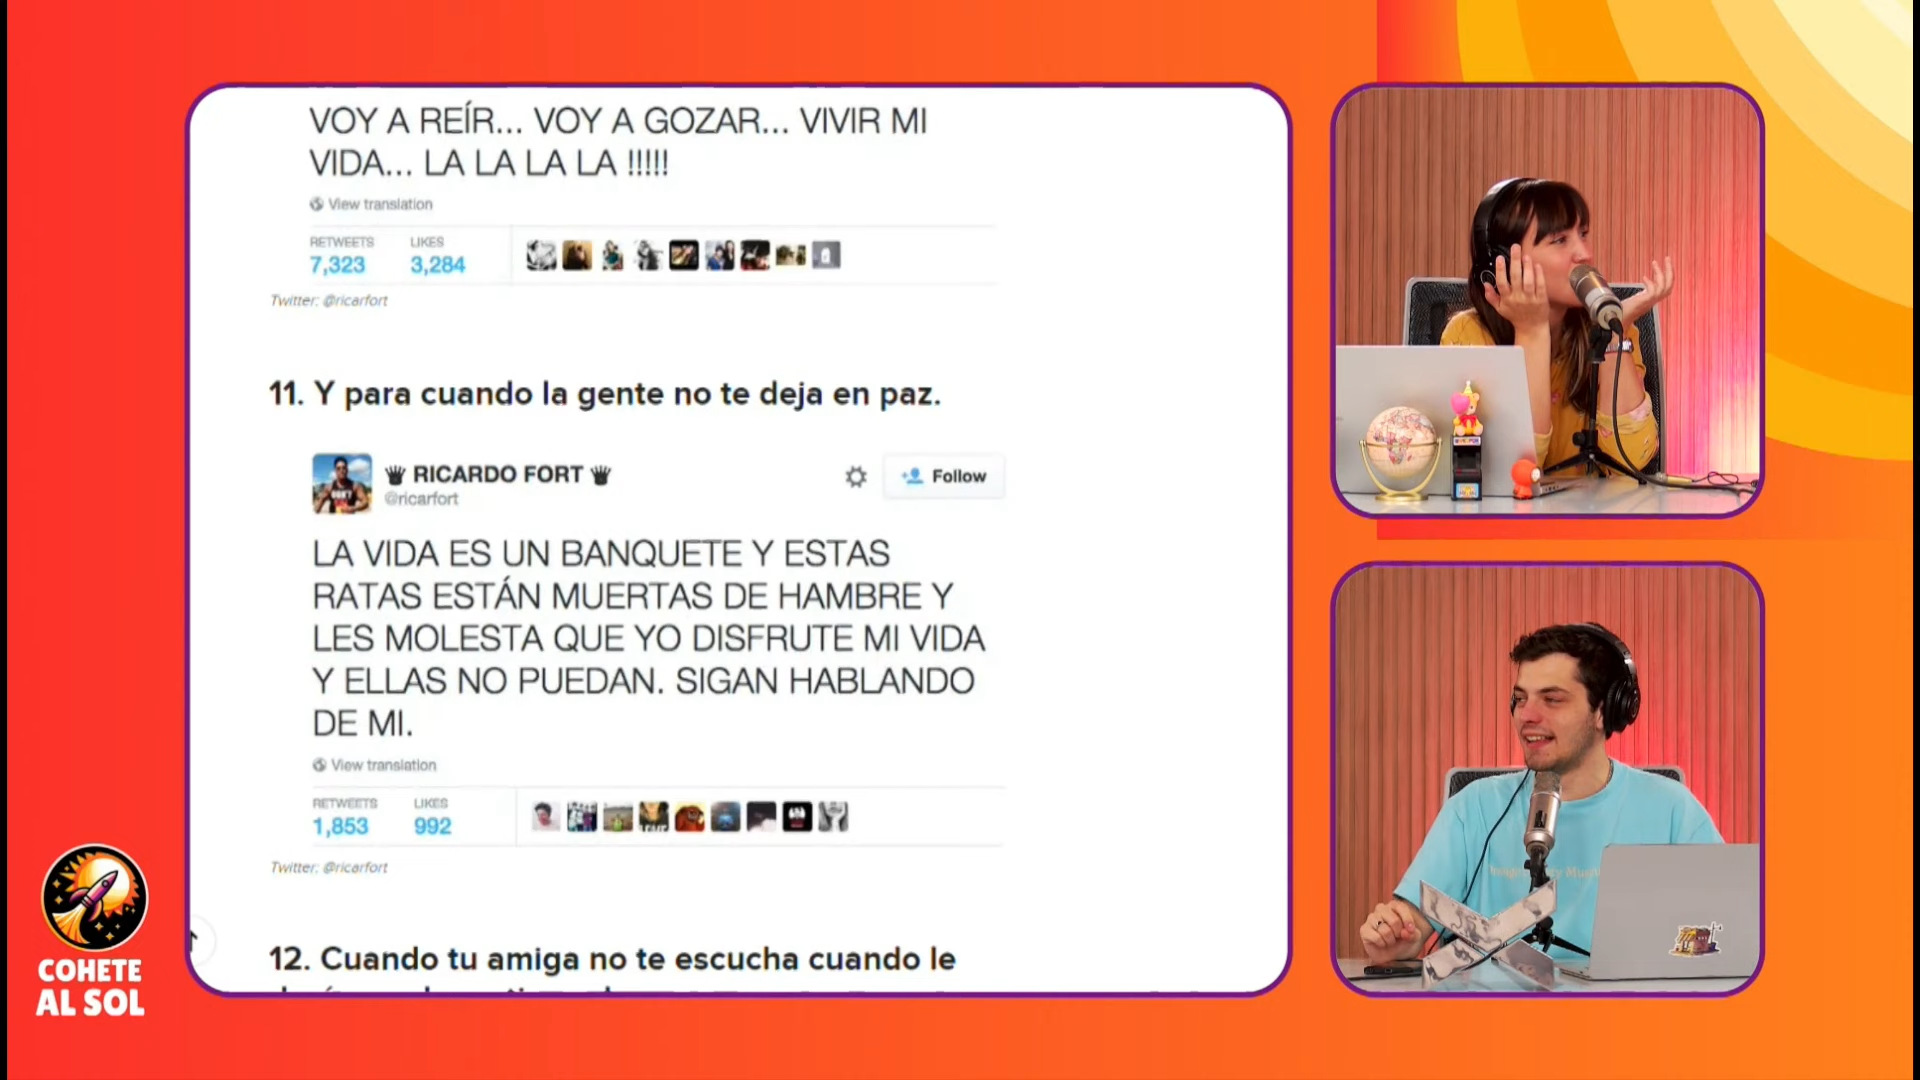 VOY A REÍR... VOY A GOZAR... VIVIR MI
VIDA... LA LA LA LA !!!!!
View translation
RETWEETS LIKES
7,323 3,284
Twitter: @ricarfort
11. Y para cuando la gente no te deja en paz.
RICARDO FORT
@ricarfort
Follow
LA VIDA ES UN BANQUETE Y ESTAS
RATAS ESTÁN MUERTAS DE HAMBRE Y
LES MOLESTA QUE YO DISFRUTE MI VIDA
Y ELLAS NO PUEDAN. SIGAN HABLANDO
DE MI.
View translation
RETWEETS LIKES
1,853 992
Twitter: @ricarfort
12. Cuando tu amiga no te escucha cuando le
COHETE
AL SOL